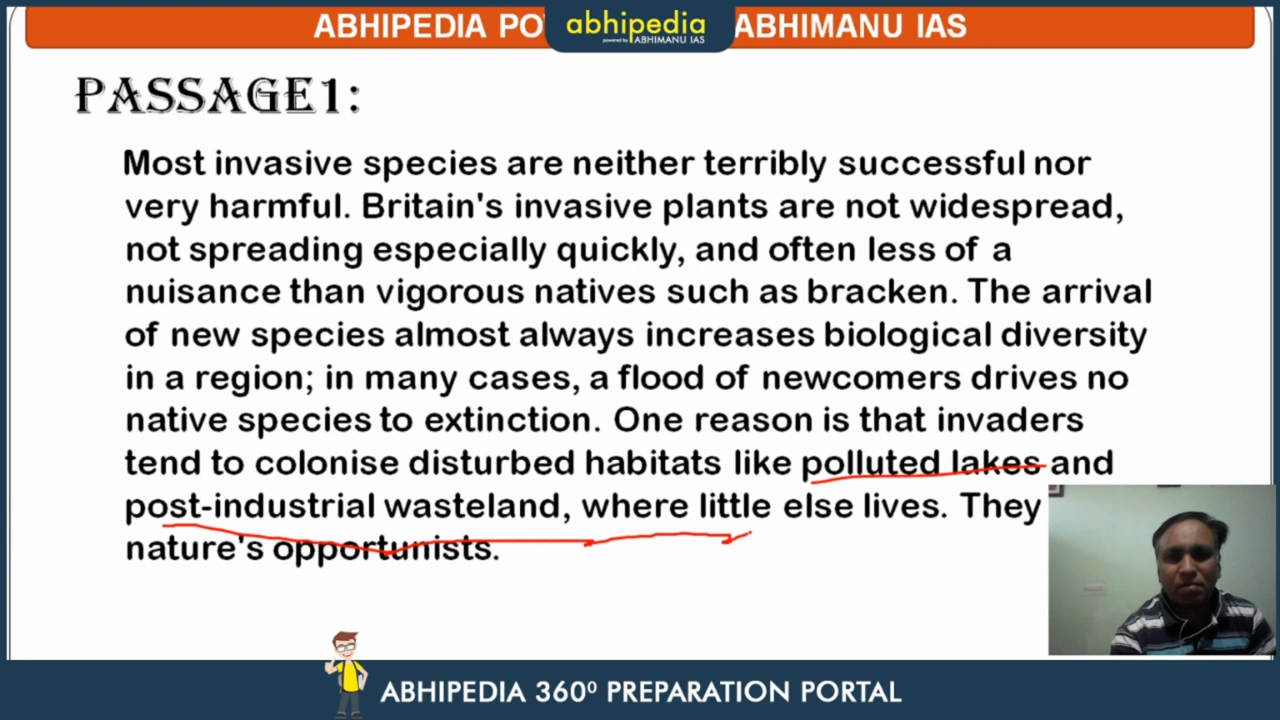 ABHIPEDIA PO ABHIMANU IAS
abhipedia
powered by ABHIMANU IAS
PASSAGE1:
Most invasive species are neither terribly successful nor
very harmful. Britain's invasive plants are not widespread,
not spreading especially quickly, and often less of a
nuisance than vigorous natives such as bracken. The arrival
of new species almost always increases biological diversity
in a region; in many cases, a flood of newcomers drives no
native species to extinction. One reason is that invaders
tend to colonise disturbed habitats like polluted lakes and
post-industrial wasteland, where little else lives. They
nature's opportunists.
ABHIPEDIA 360⁰ PREPARATION PORTAL